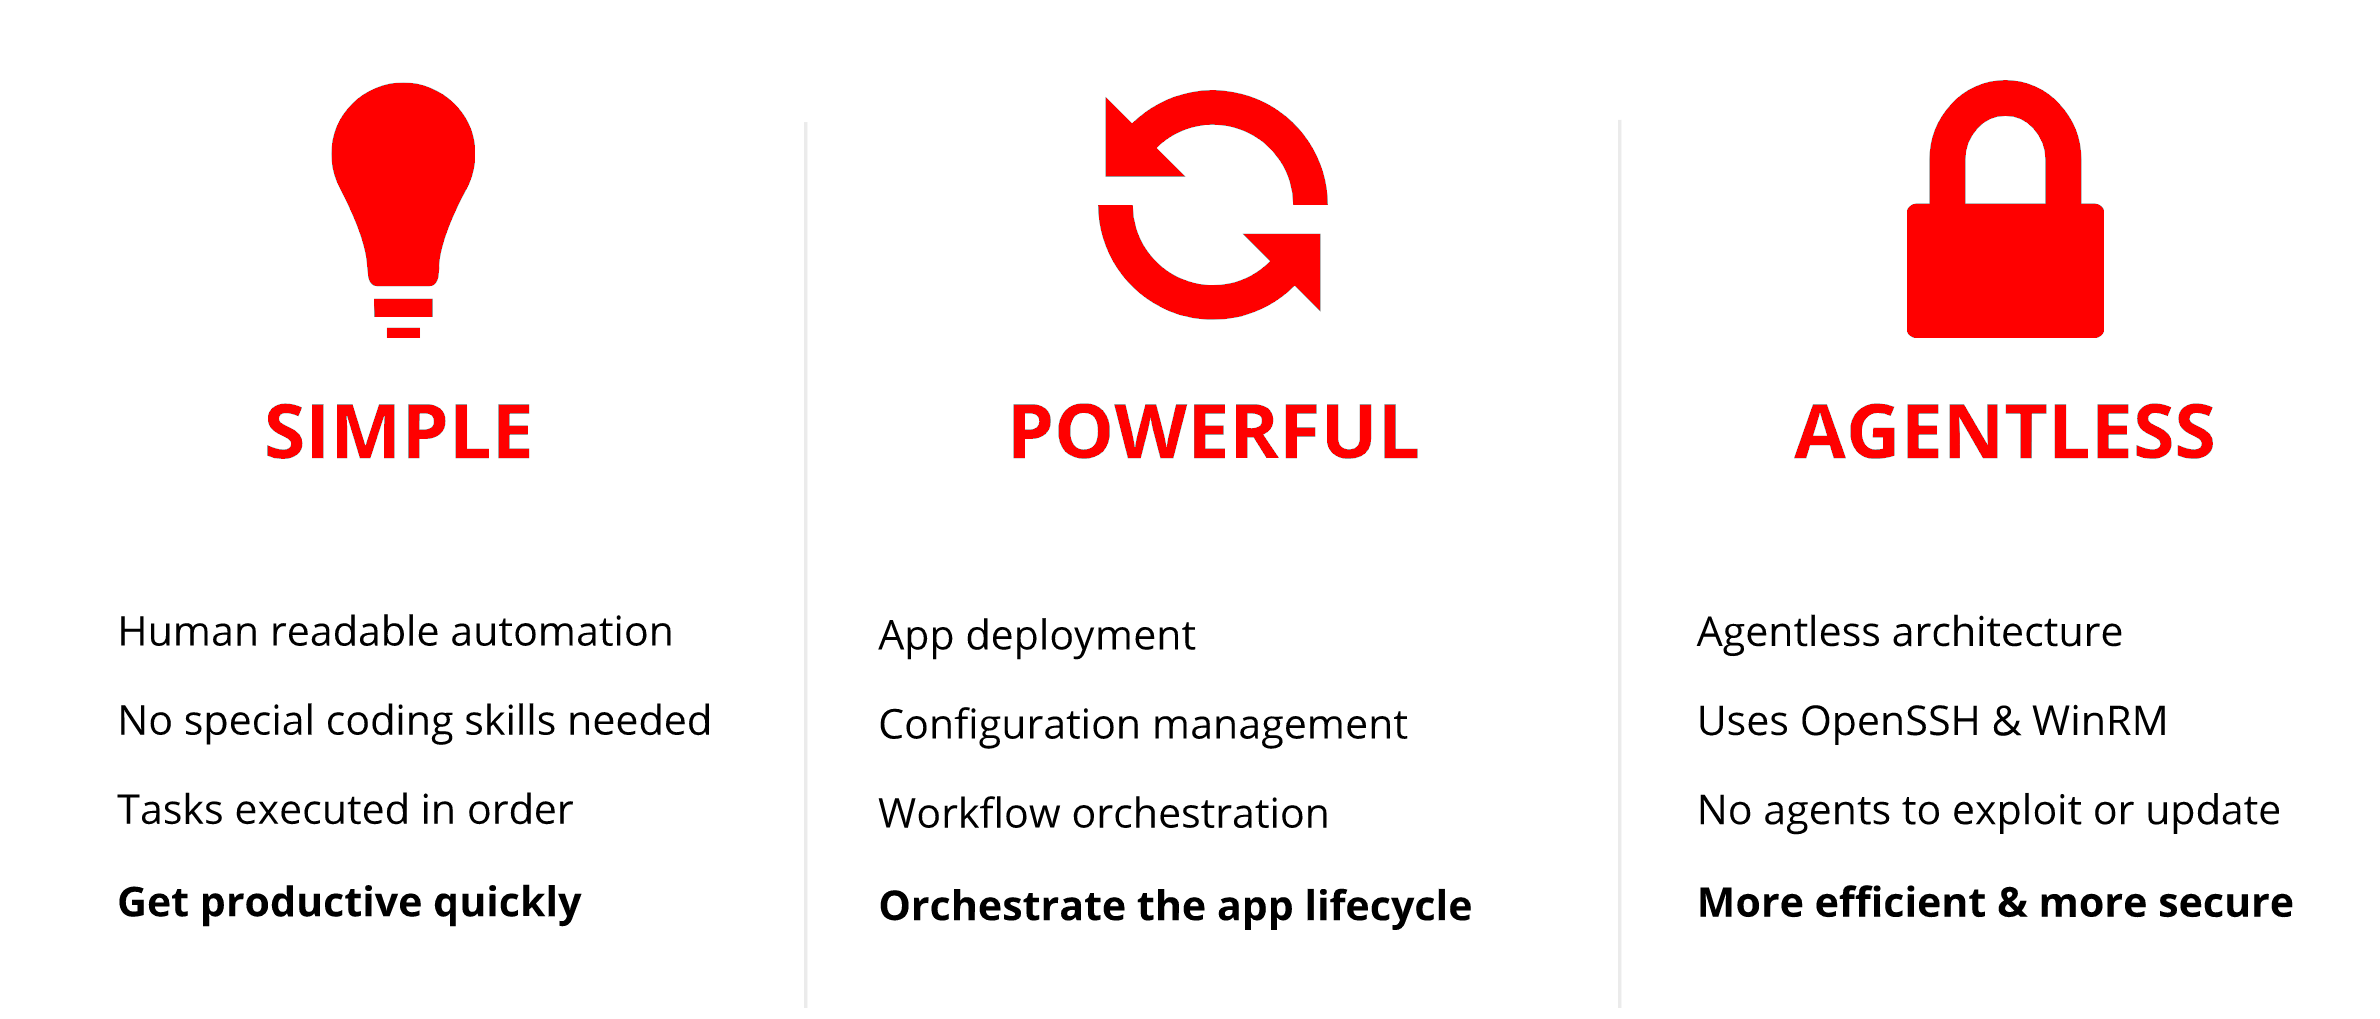 SIMPLE
Human readable automation
No special coding skills needed
Tasks executed in order
Get productive quickly
POWERFUL
App deployment
Configuration management
Workflow orchestration
Orchestrate the app lifecycle
AGENTLESS
Agentless architecture
Uses OpenSSH & WinRM
No agents to exploit or update
More efficient & more secure